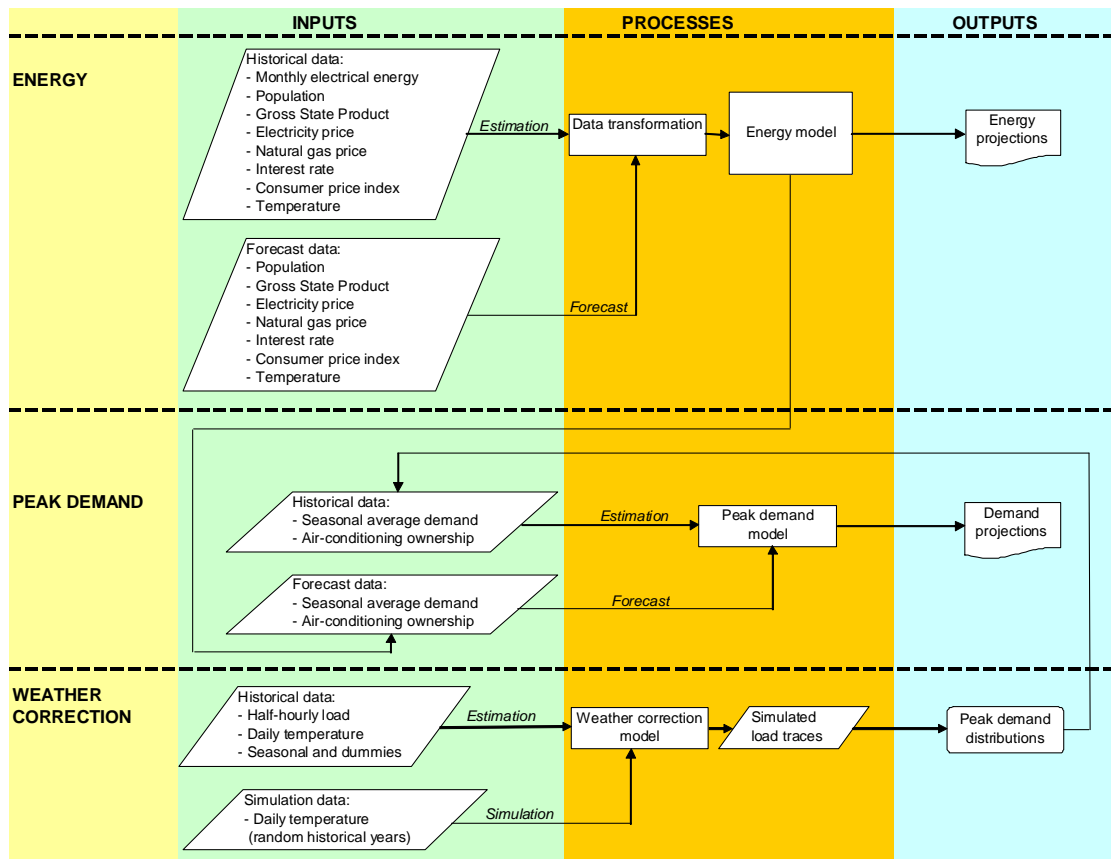 INPUTS
PROCESSES
OUTPUTS
ENERGY
Historical data:
- Monthly electrical energy
- Population
- Gross State Product
- Electricity price
- Natural gas price
- Interest rate
- Consumer price index
- Temperature
Estimation
Data transformation
Energy model
Energy
projections
Forecast data:
- Population
- Gross State Product
- Electricity price
- Natural gas price
- Interest rate
- Consumer price index
- Temperature
Forecast
PEAK DEMAND
Historical data:
- Seasonal average demand
- Air-conditioning ownership
Estimation
Peak demand
model
Demand
projections
Forecast data:
- Seasonal average demand
- Air-conditioning ownership
Forecast
WEATHER
CORRECTION
Historical data:
- Half-hourly load
- Daily temperature
- Seasonal and dummies
Estimation
Weather correction
model
Simulated
load traces
Peak demand
distributions
Simulation data:
- Daily temperature
(random historical years)
Simulation